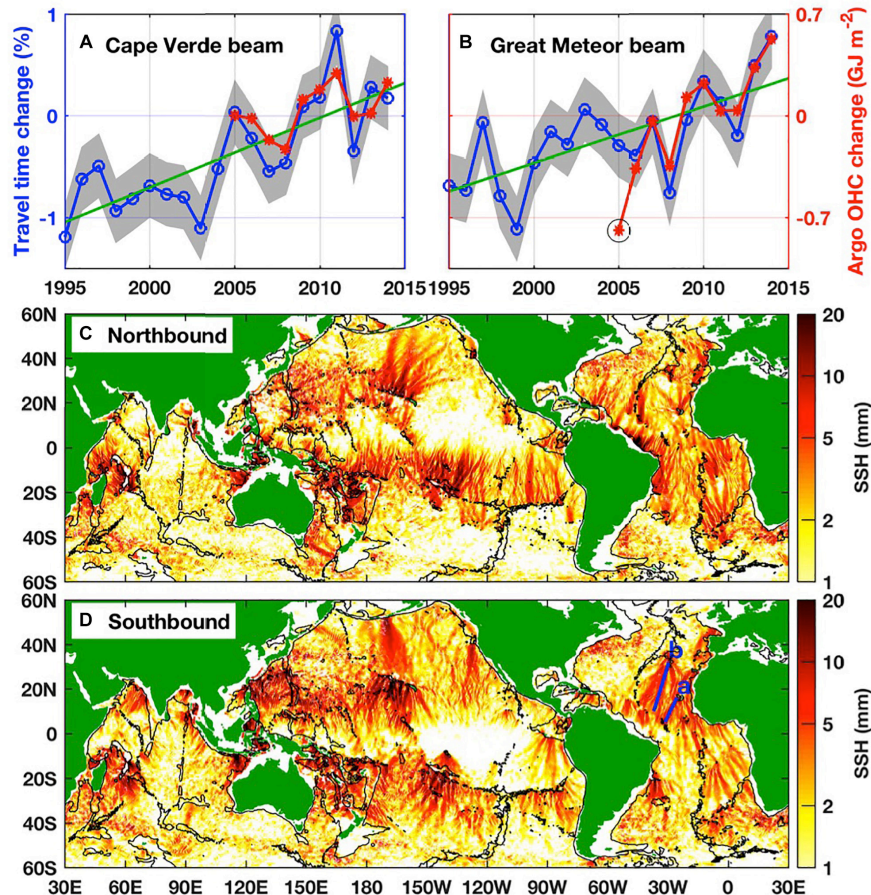 A Cape Verde beam
B Great Meteor beam
Travel time change (%)
1
0
-1
0.7
0
-0.7
Argo OHC change (GJ m⁻²)
1995 2000 2005 2010 2015
1995 2000 2005 2010 2015
C Northbound
60N
40N
20N
0
20S
40S
60S
20
10
5
2
1
SSH (mm)
D Southbound
b
a
60N
40N
20N
0
20S
40S
60S
20
10
5
2
1
SSH (mm)
30E 60E 90E 120E 150E 180E 150W 120W 90W 60W 30W 0 30E